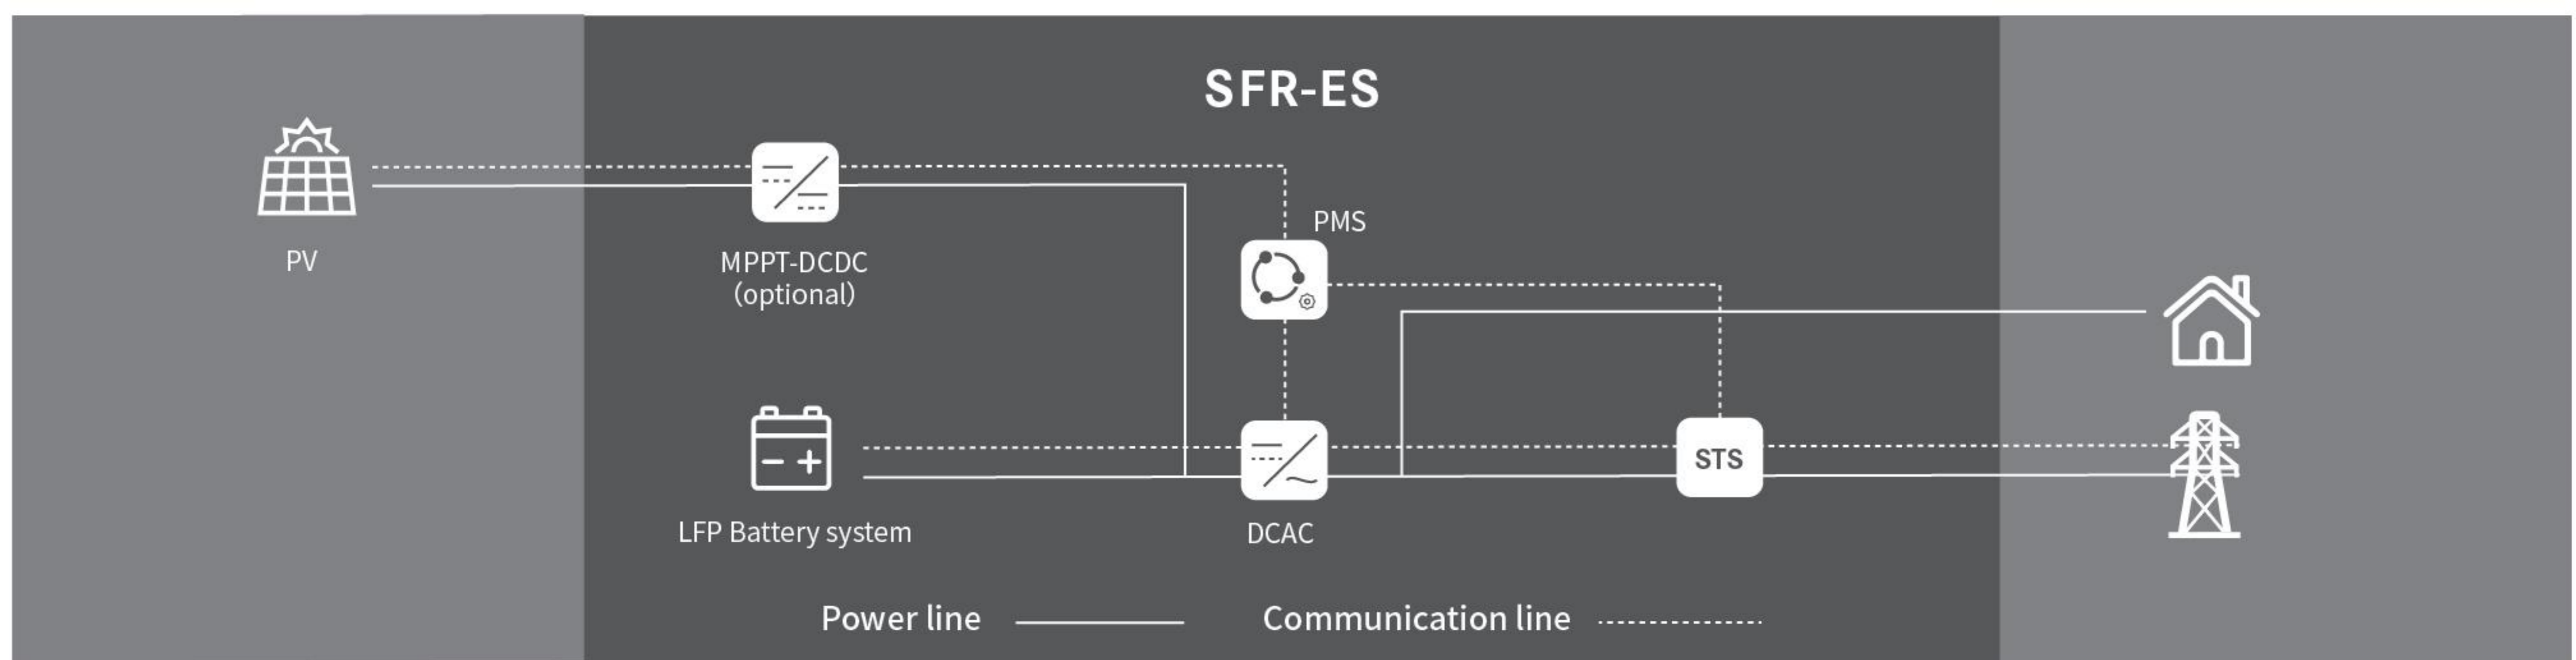 SFR-ES
PV
MPPT-DCDC
（optional）
PMS
STS
LFP Battery system
DCAC
Power line
Communication line